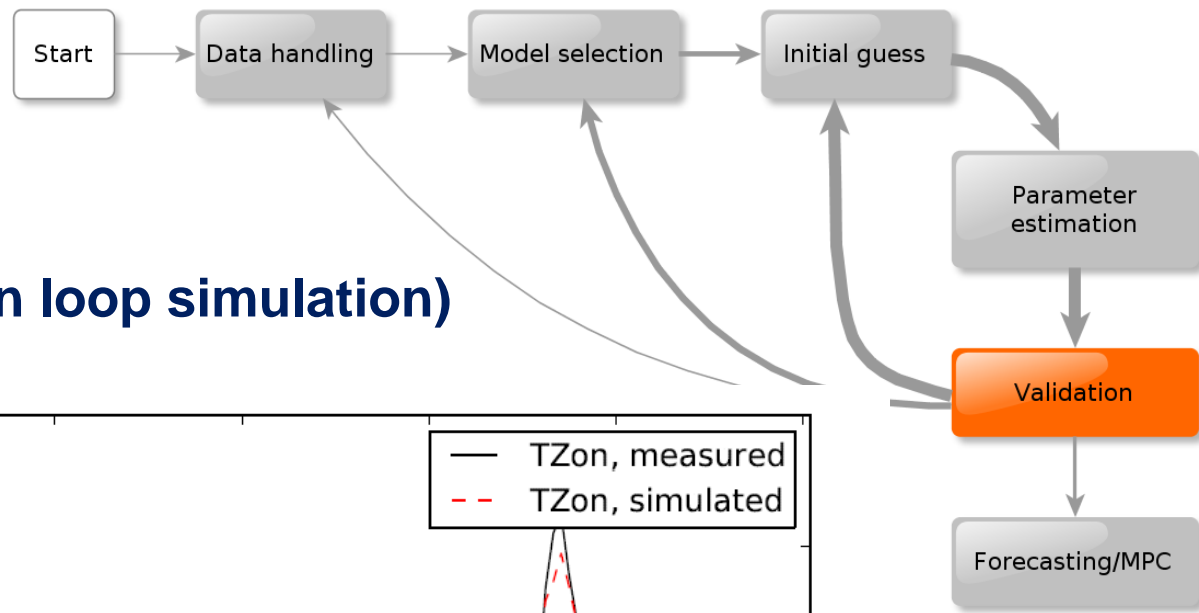 Start
Data handling
Model selection
Initial guess
Parameter
estimation
n loop simulation)
Validation
TZon, measured
TZon, simulated
Forecasting/MPC